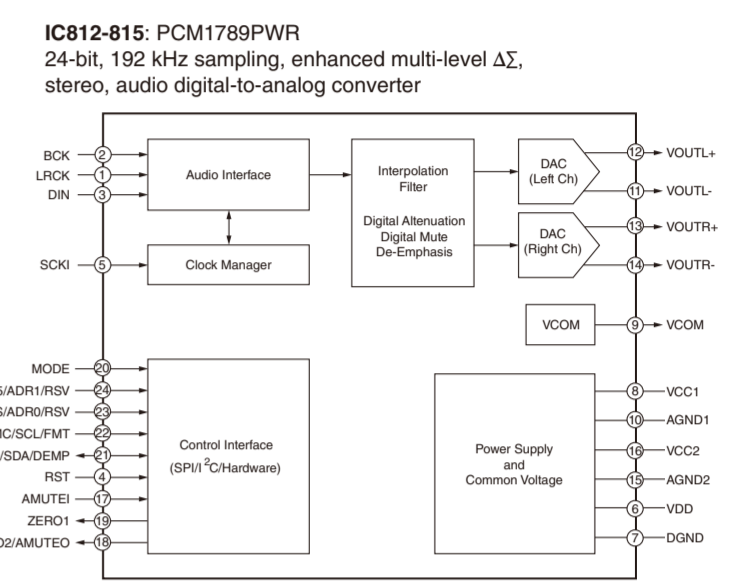 IC812-815: PCM1789PWR
24-bit, 192 kHz sampling, enhanced multi-level ΔΣ,
stereo, audio digital-to-analog converter
BCK 2
LRCK 1
DIN 3
Audio Interface
SCKI 5
Clock Manager
Interpolation
Filter
Digital Altenuation
Digital Mute
De-Emphasis
DAC
(Left Ch)
DAC
(Right Ch)
12 VOUTL+
11 VOUTL-
13 VOUTR+
14 VOUTR-
VCOM
9 VCOM
MODE 20
/ADR1/RSV 24
/ADR0/RSV 23
C/SCL/FMT 22
/SDA/DEMP 21
RST 4
AMUTEI 17
ZERO1 19
2/AMUTEO 18
Control Interface
(SPI/I²C/Hardware)
Power Supply
and
Common Voltage
8 VCC1
10 AGND1
16 VCC2
15 AGND2
6 VDD
7 DGND